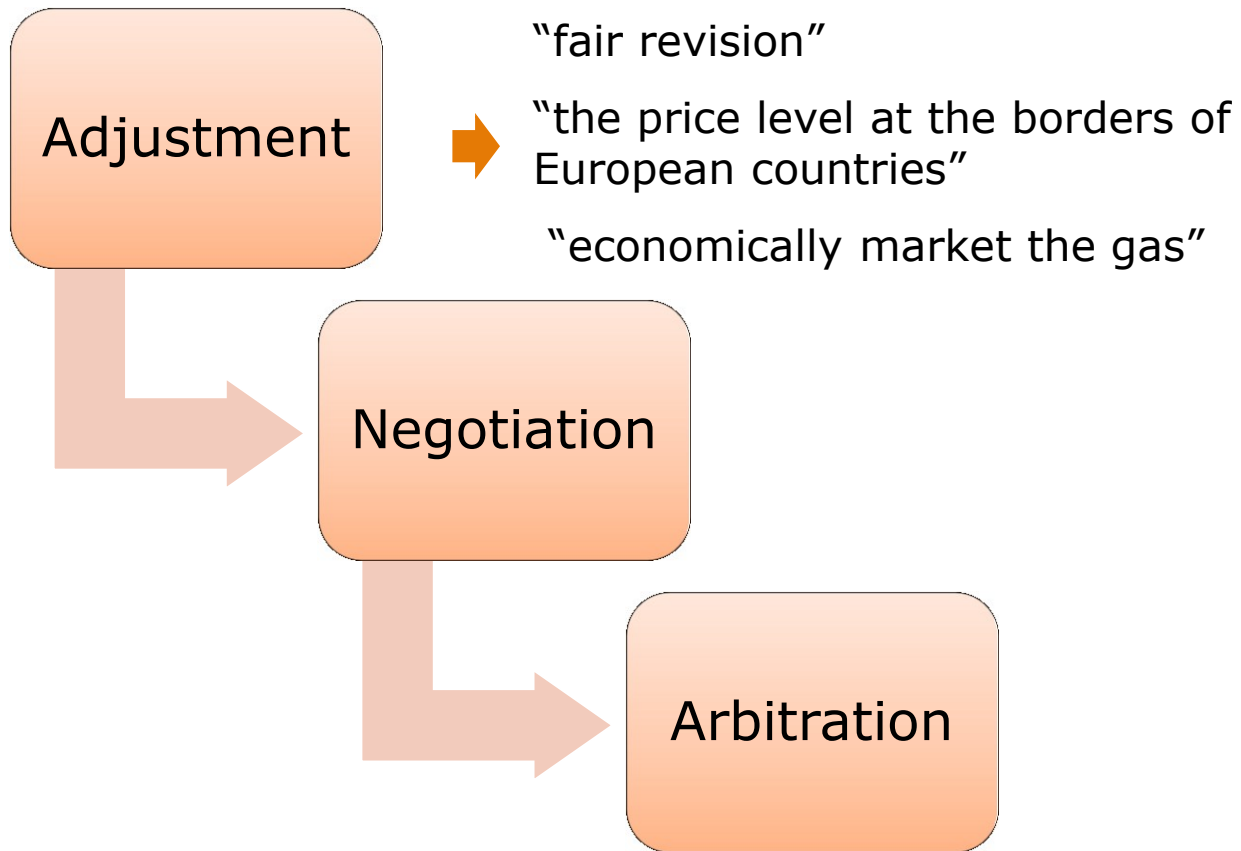 Adjustment
“fair revision”
“the price level at the borders of
European countries”
“economically market the gas”
Negotiation
Arbitration